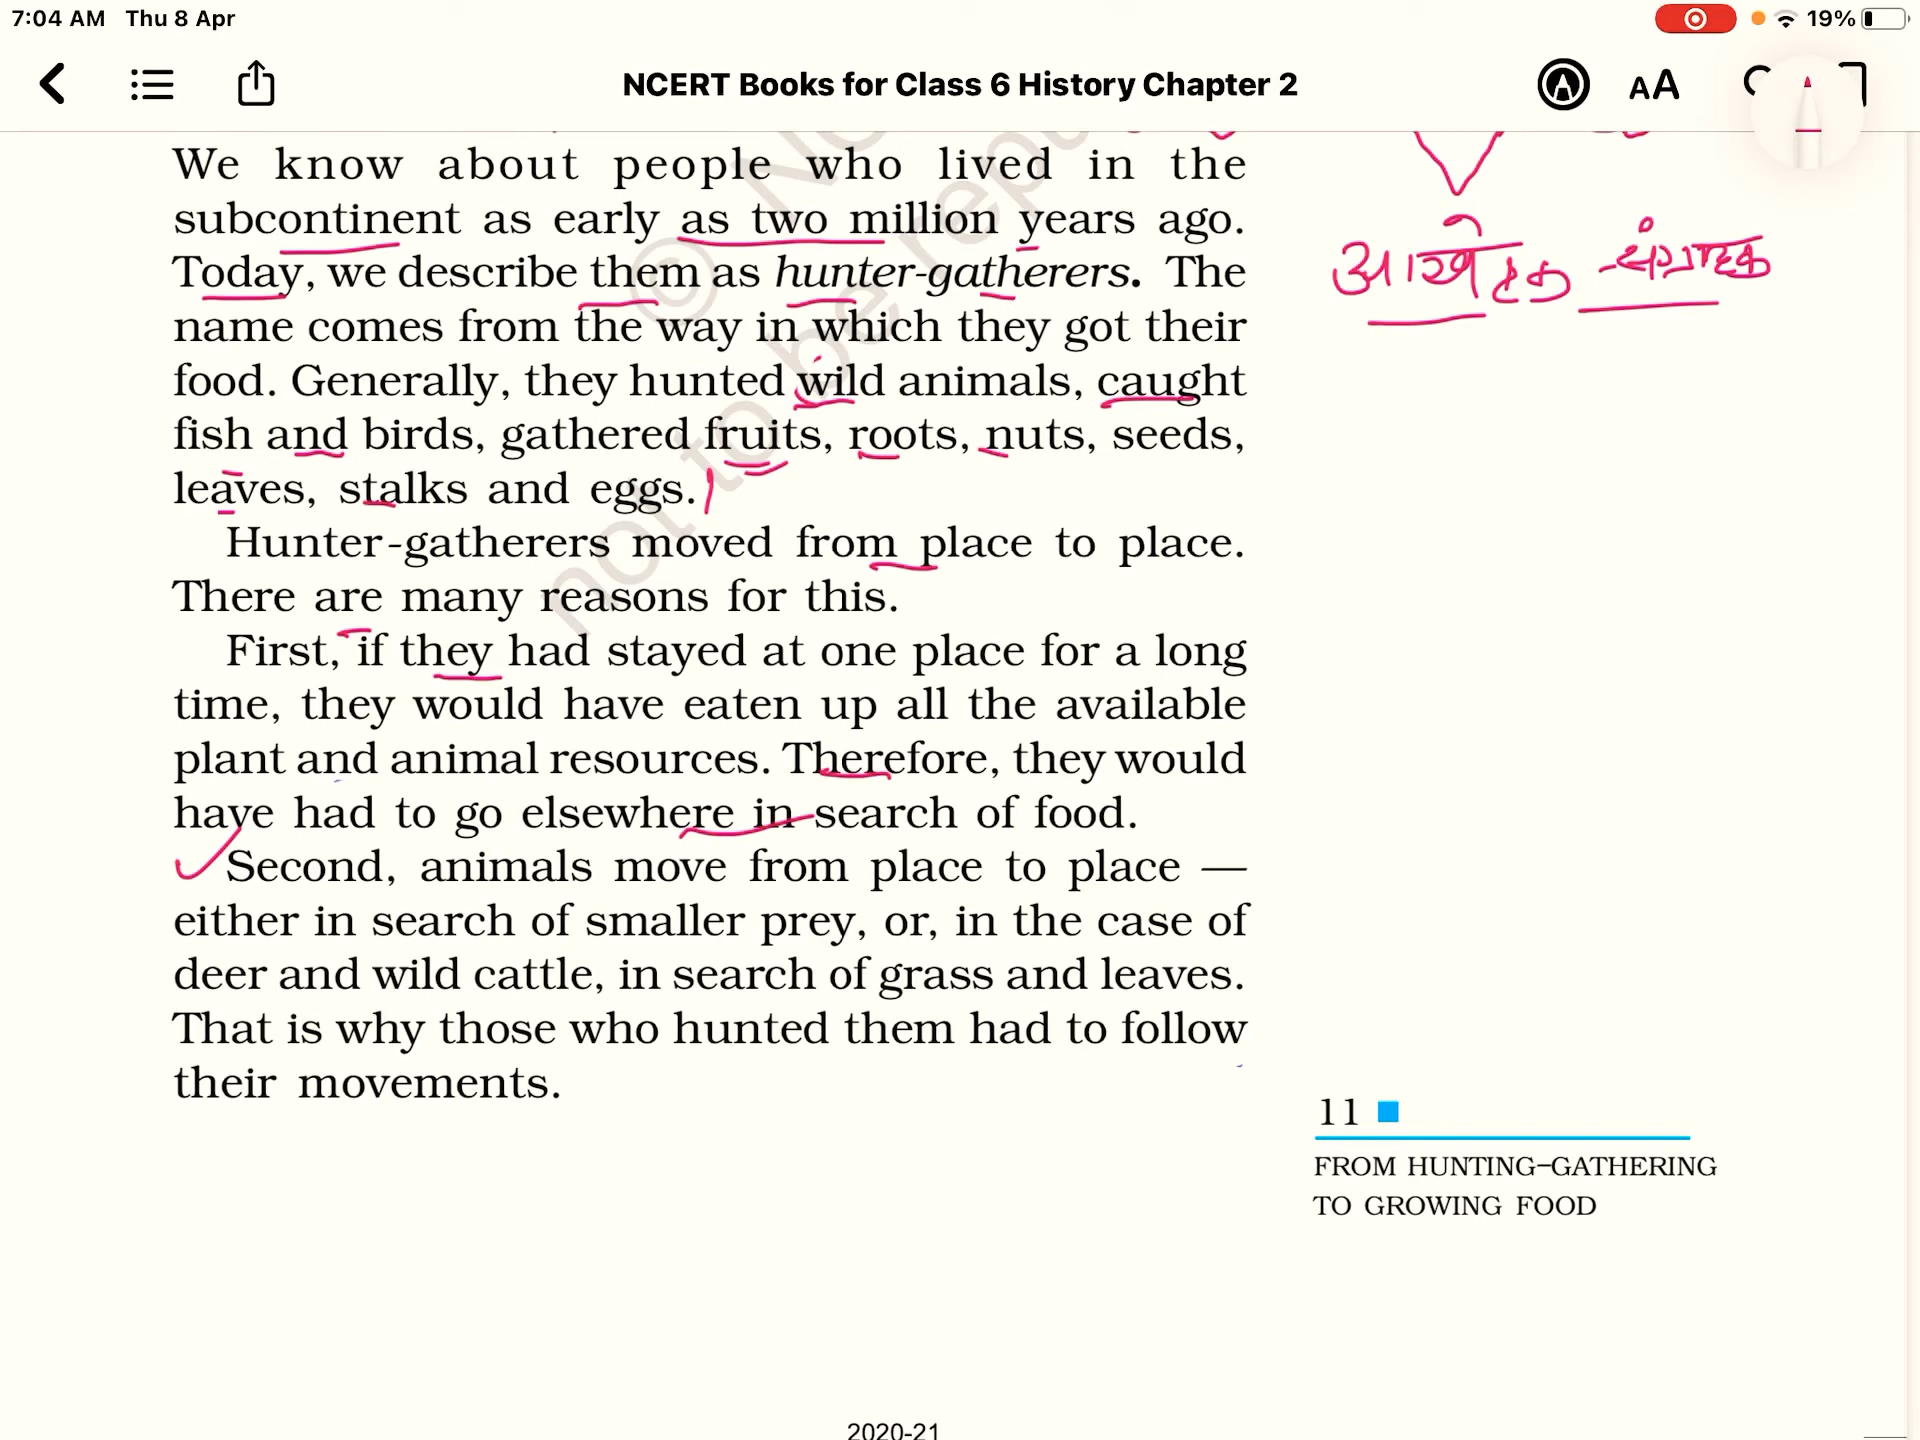 7:04 AM Thu 8 Apr
19%
NCERT Books for Class 6 History Chapter 2
AA
We know about people who lived in the
subcontinent as early as two million years ago.
Today, we describe them as hunter-gatherers. The
name comes from the way in which they got their
food. Generally, they hunted wild animals, caught
fish and birds, gathered fruits, roots, nuts, seeds,
leaves, stalks and eggs.
Hunter-gatherers moved from place to place.
There are many reasons for this.
First, if they had stayed at one place for a long
time, they would have eaten up all the available
plant and animal resources. Therefore, they would
have had to go elsewhere in search of food.
Second, animals move from place to place —
either in search of smaller prey, or, in the case of
deer and wild cattle, in search of grass and leaves.
That is why those who hunted them had to follow
their movements.
not to be
11
FROM HUNTING–GATHERING
TO GROWING FOOD
2020-21